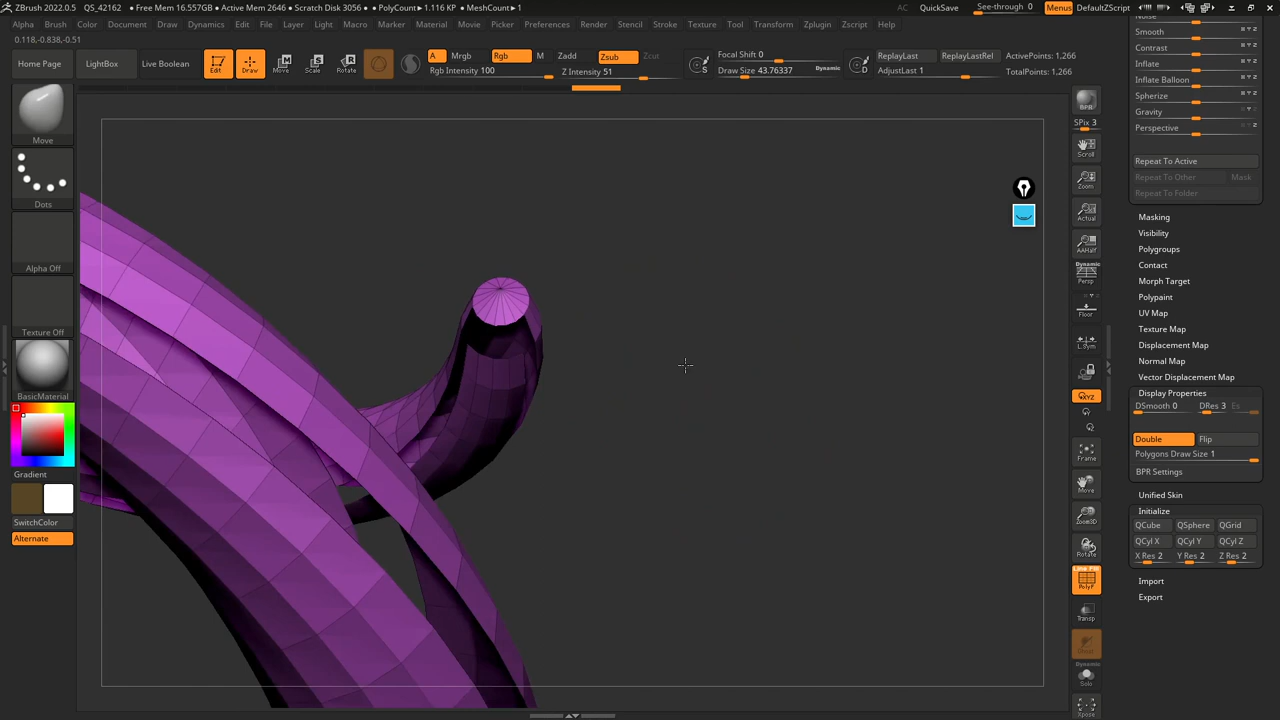 ZBrush 2022.0.5 QS_42162 • Free Mem 16.557GB • Active Mem 2646 • Scratch Disk 3056 • PolyCount▸1.116 KP • MeshCount▸1 AC QuickSave See-through 0 Menus DefaultZScript
Alpha Brush Color Document Draw Dynamics Edit File Layer Light Macro Marker Material Movie Picker Preferences Render Stencil Stroke Texture Tool Transform Zplugin Zscript Help
0.118,-0.838,-0.51
Home Page LightBox Live Boolean Edit Draw Move Scale Rotate A Mrgb Rgb M Zadd Zsub Zcut
Rgb Intensity 100 Z Intensity 51
Focal Shift 0
Draw Size 43.76337 Dynamic
S
D
ReplayLast ReplayLastRel ActivePoints: 1,266
AdjustLast 1 TotalPoints: 1,266
Move
Dots
Alpha Off
Texture Off
BasicMaterial
Gradient
SwitchColor
Alternate
BPR
SPix 3
Scroll
Zoom
Actual
AAHalf
Dynamic
Persp
Floor
L.Sym
XYZ
Frame
Move
Zoom3D
Rotate
Line Fill
PolyF
Transp
Dynamic
Solo
Xpose
Noise
Smooth
Contrast
Inflate
Inflate Balloon
Spherize
Gravity
Perspective
Repeat To Active
Repeat To Other Mask
Repeat To Folder
Masking
Visibility
Polygroups
Contact
Morph Target
Polypaint
UV Map
Texture Map
Displacement Map
Normal Map
Vector Displacement Map
Display Properties
DSmooth 0 DRes 3 Es
Double Flip
Polygons Draw Size 1
BPR Settings
Unified Skin
Initialize
QCube QSphere QGrid
QCyl X QCyl Y QCyl Z
X Res 2 Y Res 2 Z Res 2
Import
Export